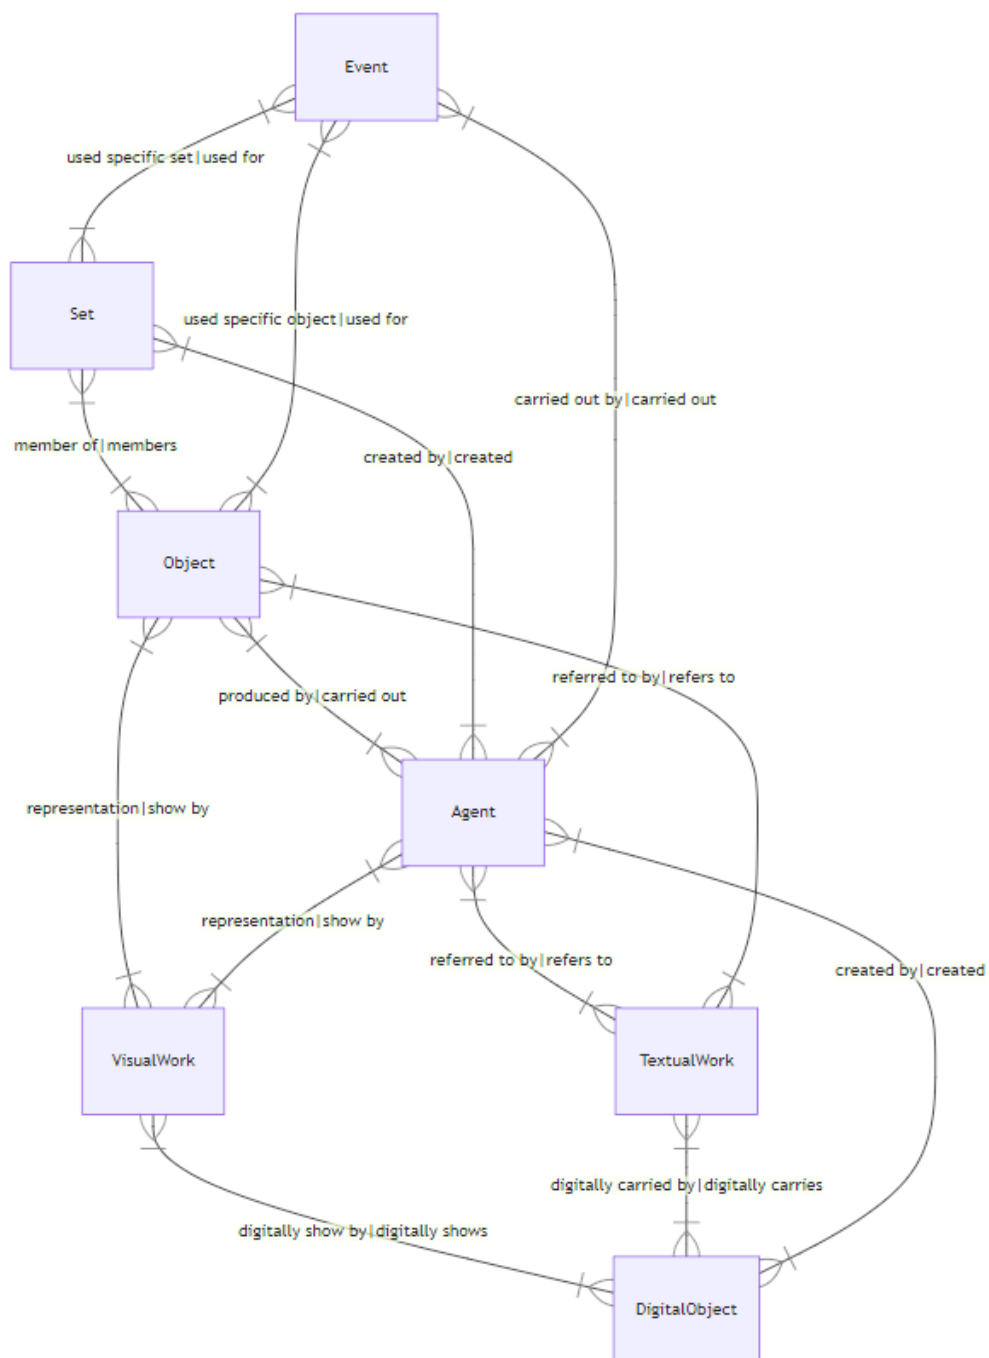 Event
used specific set|used for
Set
used specific object|used for
carried out by|carried out
member of|members
created by|created
Object
referred to by|refers to
produced by|carried out
representation|show by
Agent
representation|show by
referred to by|refers to
created by|created
VisualWork
TextualWork
digitally carried by|digitally carries
digitally show by|digitally shows
DigitalObject